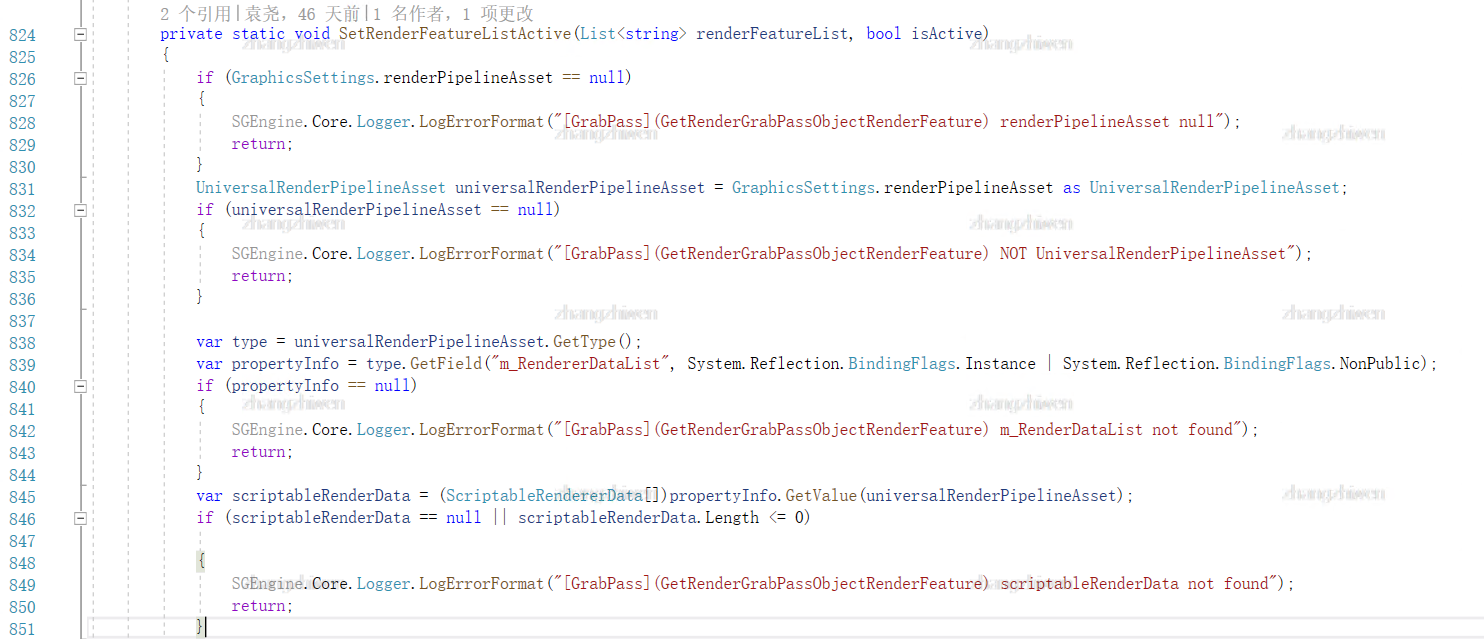 2 个引用|袁尧，46 天前|1 名作者，1 项更改
824 private static void SetRenderFeatureListActive(List<string> renderFeatureList, bool isActive)
825 {
826 if (GraphicsSettings.renderPipelineAsset == null)
827 {
828 SGEngine.Core.Logger.LogErrorFormat("[GrabPass](GetRenderGrabPassObjectRenderFeature) renderPipelineAsset null");
829 return;
830 }
831 UniversalRenderPipelineAsset universalRenderPipelineAsset = GraphicsSettings.renderPipelineAsset as UniversalRenderPipelineAsset;
832 if (universalRenderPipelineAsset == null)
833 {
834 SGEngine.Core.Logger.LogErrorFormat("[GrabPass](GetRenderGrabPassObjectRenderFeature) NOT UniversalRenderPipelineAsset");
835 return;
836 }
837
838 var type = universalRenderPipelineAsset.GetType();
839 var propertyInfo = type.GetField("m_RendererDataList", System.Reflection.BindingFlags.Instance | System.Reflection.BindingFlags.NonPublic);
840 if (propertyInfo == null)
841 {
842 SGEngine.Core.Logger.LogErrorFormat("[GrabPass](GetRenderGrabPassObjectRenderFeature) m_RenderDataList not found");
843 return;
844 }
845 var scriptableRenderData = (ScriptableRendererData[])propertyInfo.GetValue(universalRenderPipelineAsset);
846 if (scriptableRenderData == null || scriptableRenderData.Length <= 0)
847
848 {
849 SGEngine.Core.Logger.LogErrorFormat("[GrabPass](GetRenderGrabPassObjectRenderFeature) scriptableRenderData not found");
850 return;
851 }